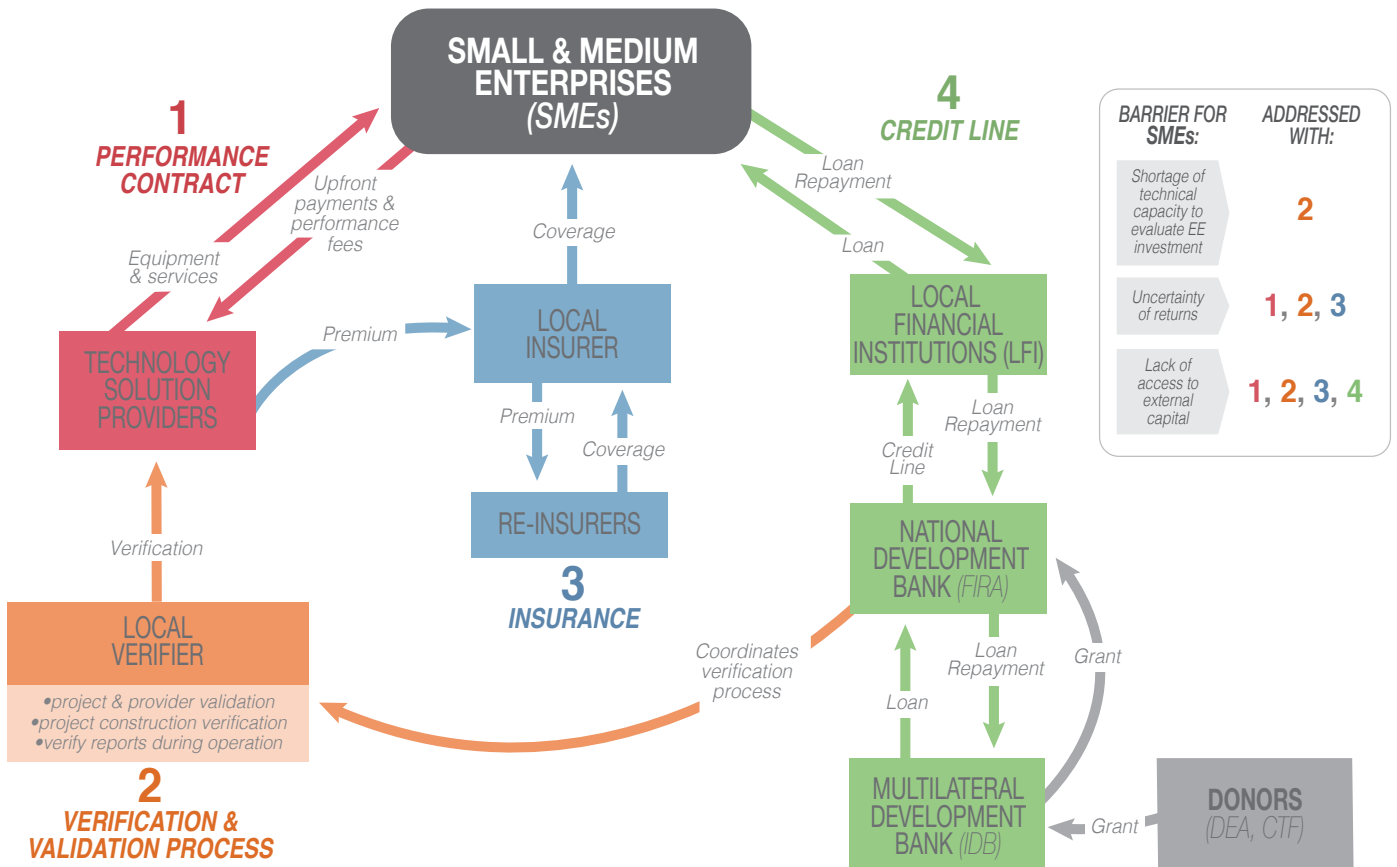 SMALL & MEDIUM
ENTERPRISES
(SMEs)
1
PERFORMANCE
CONTRACT
4
CREDIT LINE
Equipment
& services
Upfront
payments &
performance
fees
Coverage
Loan
Repayment
Loan
TECHNOLOGY
SOLUTION
PROVIDERS
Premium
LOCAL
INSURER
Premium
Coverage
RE-INSURERS
3
INSURANCE
LOCAL
FINANCIAL
INSTITUTIONS (LFI)
Credit
Line
Loan
Repayment
NATIONAL
DEVELOPMENT
BANK (FIRA)
Verification
LOCAL
VERIFIER
•project & provider validation
•project construction verification
•verify reports during operation
2
VERIFICATION &
VALIDATION PROCESS
Coordinates
verification
process
Loan
Loan
Repayment
Grant
MULTILATERAL
DEVELOPMENT
BANK (IDB)
Grant
DONORS
(DEA, CTF)
BARRIER FOR
SMEs:
ADDRESSED
WITH:
Shortage of
technical
capacity to
evaluate EE
investment
2
Uncertainty
of returns
1, 2, 3
Lack of
access to
external
capital
1, 2, 3, 4